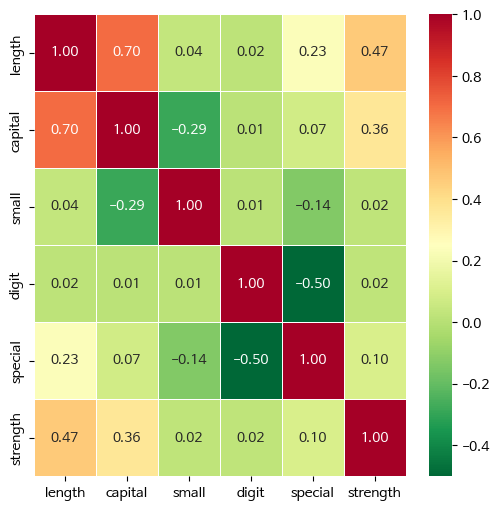 length 1.00 0.70 0.04 0.02 0.23 0.47
capital 0.70 1.00 −0.29 0.01 0.07 0.36
small 0.04 −0.29 1.00 0.01 −0.14 0.02
digit 0.02 0.01 0.01 1.00 −0.50 0.02
special 0.23 0.07 −0.14 −0.50 1.00 0.10
strength 0.47 0.36 0.02 0.02 0.10 1.00
length capital small digit special strength
1.0
0.8
0.6
0.4
0.2
0.0
−0.2
−0.4